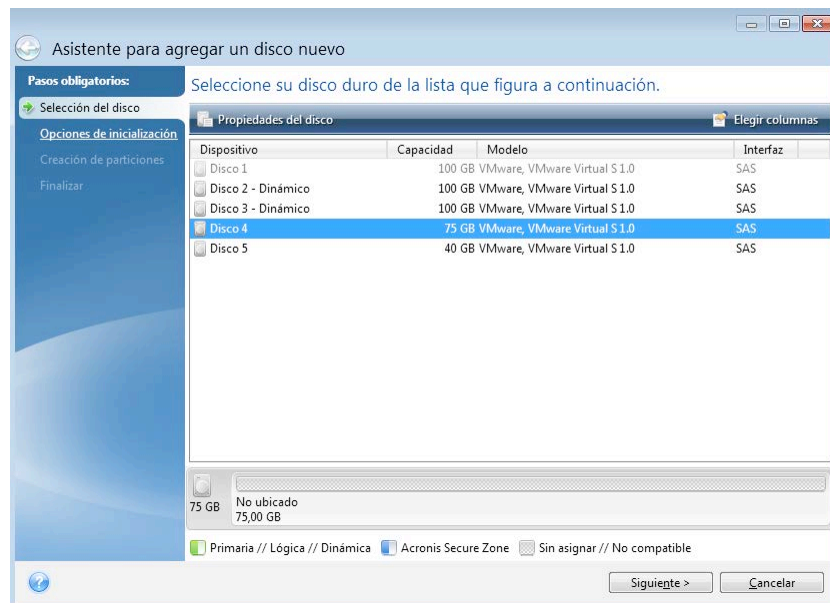 Asistente para agregar un disco nuevo
Pasos obligatorios:
Selección del disco
Opciones de inicialización
Creación de particiones
Finalizar
Seleccione su disco duro de la lista que figura a continuación.
Propiedades del disco
Elegir columnas
Dispositivo Capacidad Modelo Interfaz
Disco 1 100 GB VMware, VMware Virtual S 1.0 SAS
Disco 2 - Dinámico 100 GB VMware, VMware Virtual S 1.0 SAS
Disco 3 - Dinámico 100 GB VMware, VMware Virtual S 1.0 SAS
Disco 4 75 GB VMware, VMware Virtual S 1.0 SAS
Disco 5 40 GB VMware, VMware Virtual S 1.0 SAS
75 GB
No ubicado
75,00 GB
Primaria // Lógica // Dinámica Acronis Secure Zone Sin asignar // No compatible
Siguiente > Cancelar